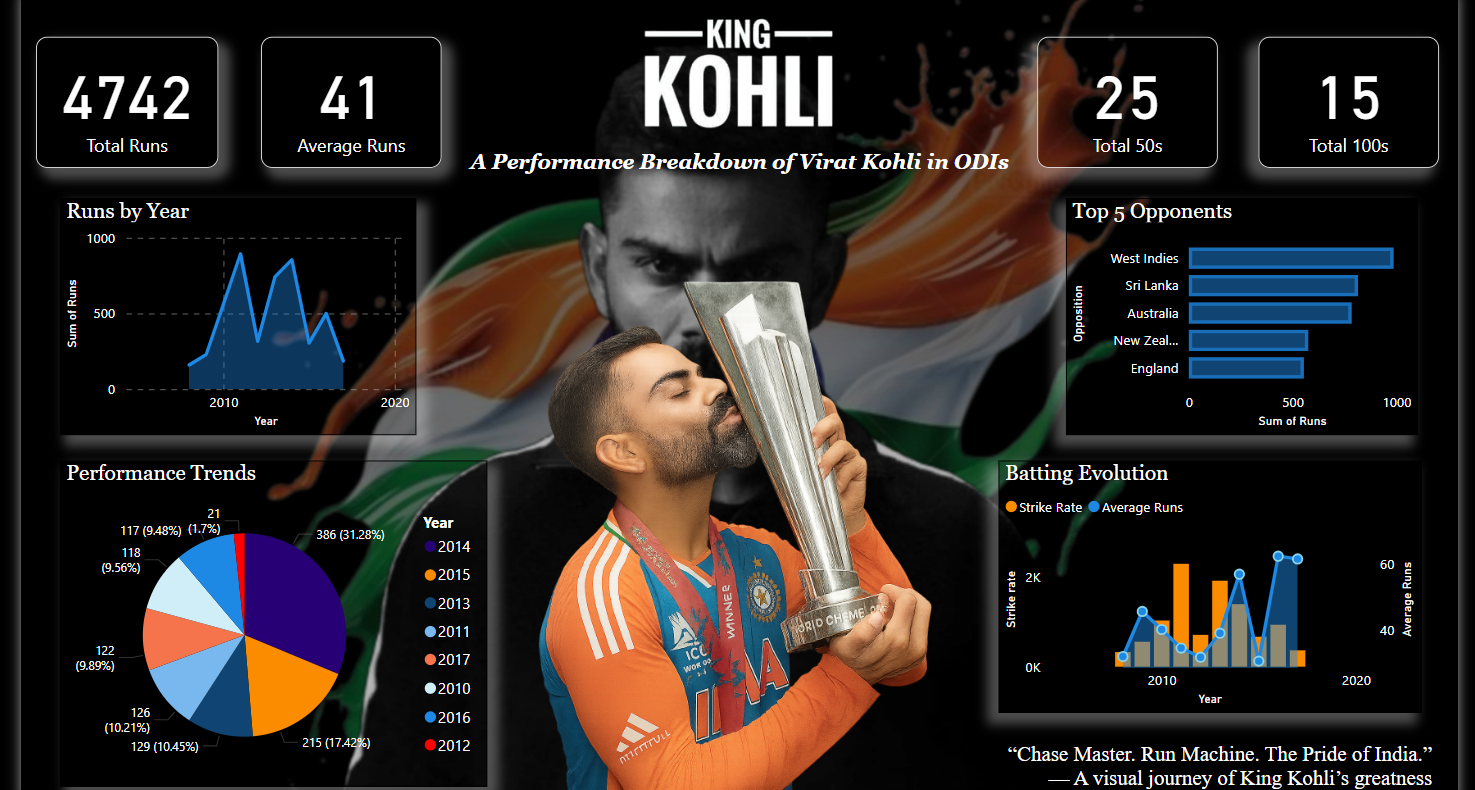 KING
KOHLI
A Performance Breakdown of Virat Kohli in ODIs
4742
Total Runs
41
Average Runs
25
Total 50s
15
Total 100s
Runs by Year
1000
500
0
Sum of Runs
2010
2020
Year
Top 5 Opponents
Opposition
West Indies
Sri Lanka
Australia
New Zeal...
England
0
500
1000
Sum of Runs
Performance Trends
21
(1.7%)
117 (9.48%)
118
(9.56%)
122
(9.89%)
126
(10.21%)
129 (10.45%)
215 (17.42%)
386 (31.28%)
Year
2014
2015
2013
2011
2017
2010
2016
2012
Batting Evolution
Strike Rate
Average Runs
Strike rate
2K
0K
60
40
Average Runs
2010
2020
Year
WINNER
ICC
“Chase Master. Run Machine. The Pride of India.”
— A visual journey of King Kohli’s greatness